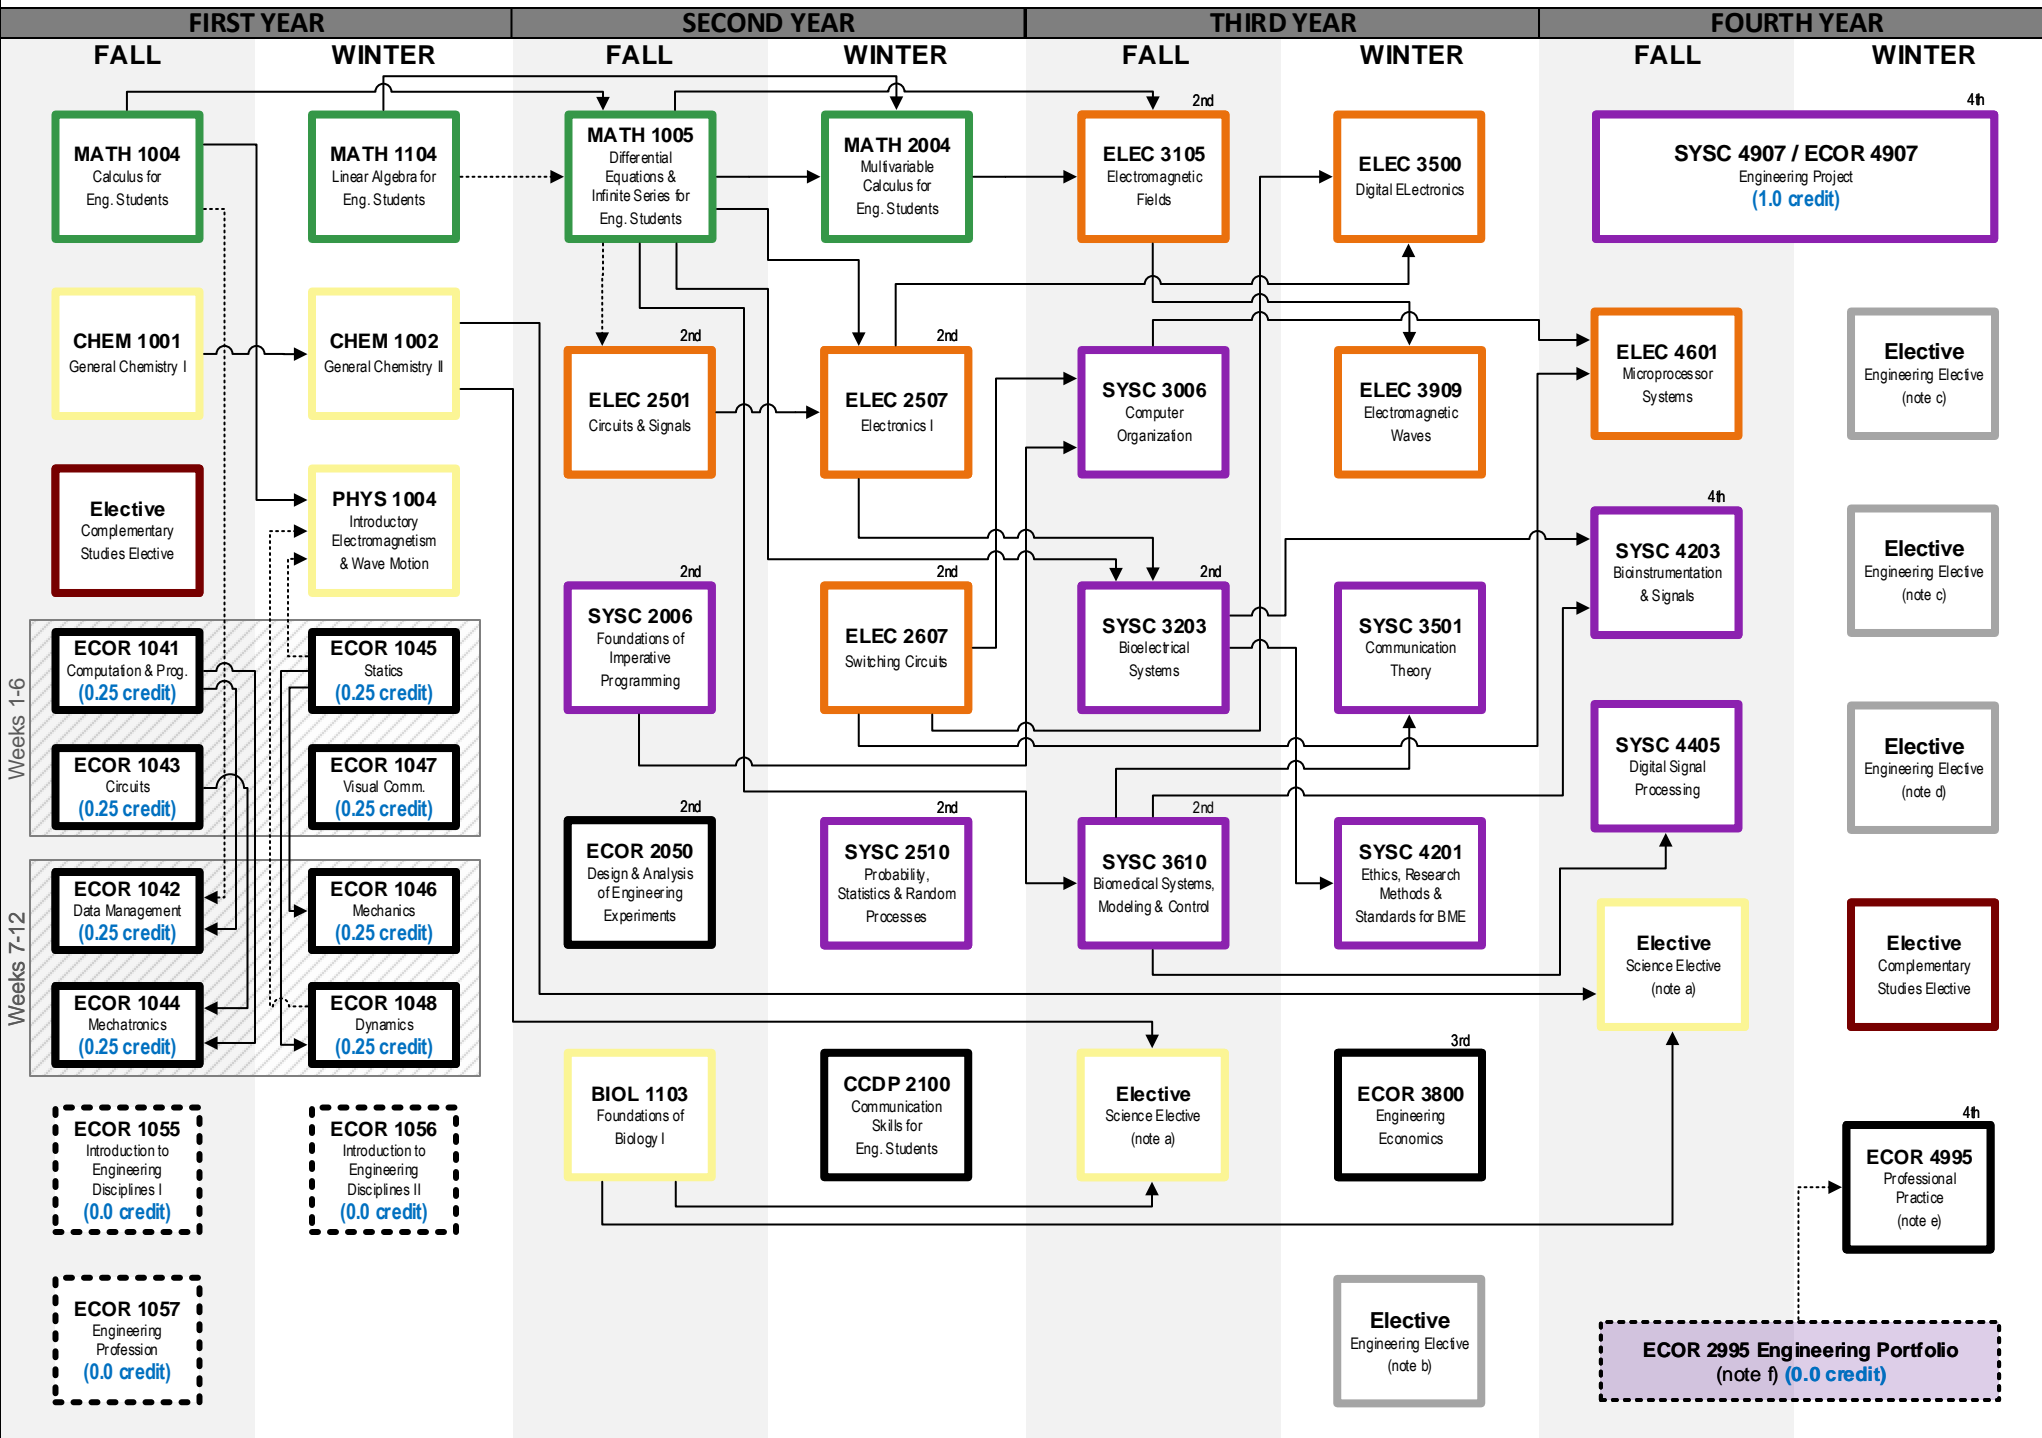 FIRST YEAR
SECOND YEAR
THIRD YEAR
FOURTH YEAR
FALL
WINTER
FALL
WINTER
FALL
WINTER
FALL
WINTER
MATH 1004
Calculus for
Eng. Students
MATH 1104
Linear Algebra for
Eng. Students
MATH 1005
Differential
Equations &
Infinite Series for
Eng. Students
MATH 2004
Multivariable
Calculus for
Eng. Students
2nd
ELEC 3105
Electromagnetic
Fields
ELEC 3500
Digital ELectronics
4th
SYSC 4907 / ECOR 4907
Engineering Project
(1.0 credit)
CHEM 1001
General Chemistry I
CHEM 1002
General Chemistry II
2nd
ELEC 2501
Circuits & Signals
2nd
ELEC 2507
Electronics I
SYSC 3006
Computer
Organization
ELEC 3909
Electromagnetic
Waves
ELEC 4601
Microprocessor
Systems
Elective
Engineering Elective
(note c)
Elective
Complementary
Studies Elective
PHYS 1004
Introductory
Electromagnetism
& Wave Motion
2nd
SYSC 2006
Foundations of
Imperative
Programming
2nd
ELEC 2607
Switching Circuits
2nd
SYSC 3203
Bioelectrical
Systems
SYSC 3501
Communication
Theory
4th
SYSC 4203
Bioinstrumentation
& Signals
Elective
Engineering Elective
(note c)
Weeks 1-6
ECOR 1041
Computation & Prog.
(0.25 credit)
ECOR 1045
Statics
(0.25 credit)
ECOR 1043
Circuits
(0.25 credit)
ECOR 1047
Visual Comm.
(0.25 credit)
SYSC 4405
Digital Signal
Processing
Elective
Engineering Elective
(note d)
Weeks 7-12
ECOR 1042
Data Management
(0.25 credit)
ECOR 1046
Mechanics
(0.25 credit)
ECOR 1044
Mechatronics
(0.25 credit)
ECOR 1048
Dynamics
(0.25 credit)
2nd
ECOR 2050
Design & Analysis
of Engineering
Experiments
2nd
SYSC 2510
Probability,
Statistics & Random
Processes
2nd
SYSC 3610
Biomedical Systems,
Modeling & Control
SYSC 4201
Ethics, Research
Methods &
Standards for BME
Elective
Science Elective
(note a)
Elective
Complementary
Studies Elective
ECOR 1055
Introduction to
Engineering
Disciplines I
(0.0 credit)
ECOR 1056
Introduction to
Engineering
Disciplines II
(0.0 credit)
BIOL 1103
Foundations of
Biology I
CCDP 2100
Communication
Skills for
Eng. Students
Elective
Science Elective
(note a)
3rd
ECOR 3800
Engineering
Economics
4th
ECOR 4995
Professional
Practice
(note e)
ECOR 1057
Engineering
Profession
(0.0 credit)
Elective
Engineering Elective
(note b)
ECOR 2995 Engineering Portfolio
(note f) (0.0 credit)